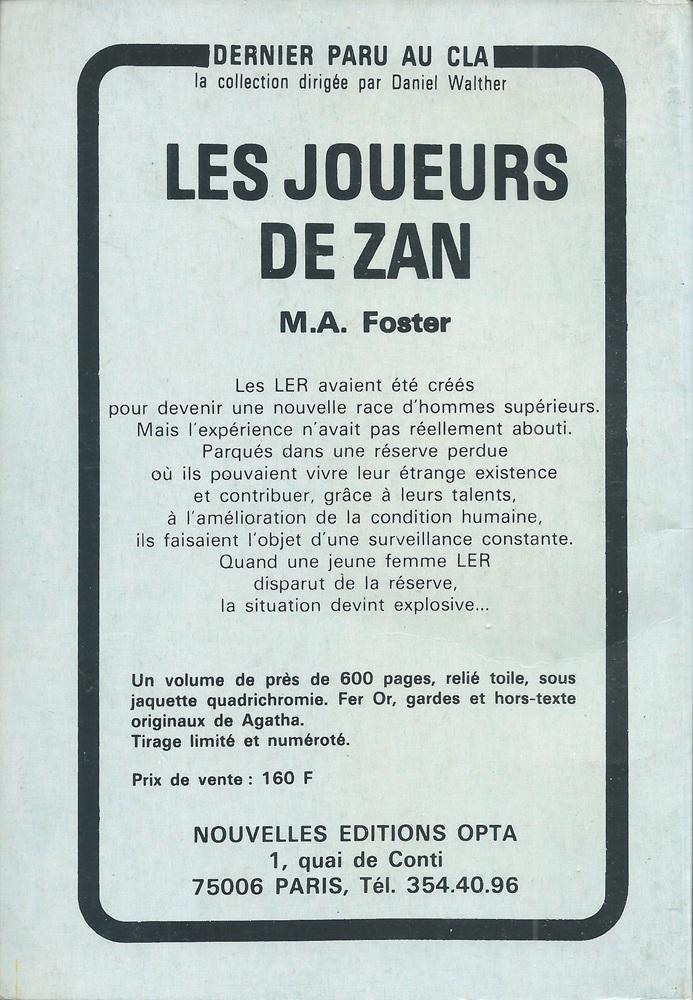 DERNIER PARU AU CLA
la collection dirigée par Daniel Walther
LES JOUEURS
DE ZAN
M.A. Foster
Les LER avaient été créés
pour devenir une nouvelle race d'hommes supérieurs.
Mais l'expérience n'avait pas réellement abouti.
Parqués dans une réserve perdue
où ils pouvaient vivre leur étrange existence
et contribuer, grâce à leurs talents,
à l'amélioration de la condition humaine,
ils faisaient l'objet d'une surveillance constante.
Quand une jeune femme LER
disparut de la réserve,
la situation devint explosive...
Un volume de près de 600 pages, relié toile, sous
jaquette quadrichromie. Fer Or, gardes et hors-texte
originaux de Agatha.
Tirage limité et numéroté.
Prix de vente : 160 F
NOUVELLES EDITIONS OPTA
1, quai de Conti
75006 PARIS, Tél. 354.40.96